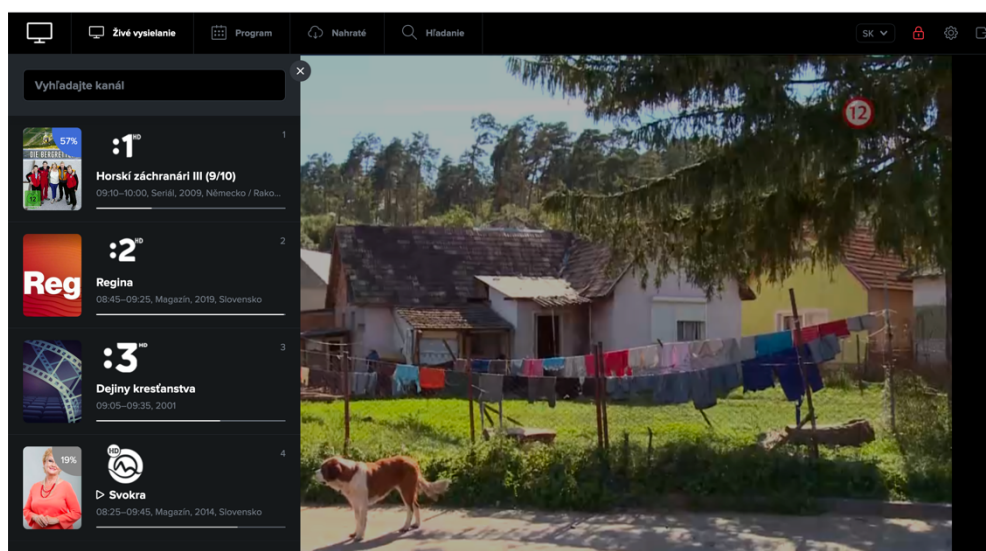 Živé vysielanie
Program
Nahraté
Hľadanie
SK
Vyhľadajte kanál
12
57%
DIE BERGRETTER
12
:1 HD
1
Horskí záchranári III (9/10)
09:10–10:00, Seriál, 2009, Německo / Rako...
Reg
:2 HD
2
Regina
08:45–09:25, Magazín, 2019, Slovensko
:3 HD
3
Dejiny kresťanstva
09:05–09:35, 2001
19%
HD
4
Svokra
08:25–09:45, Magazín, 2014, Slovensko